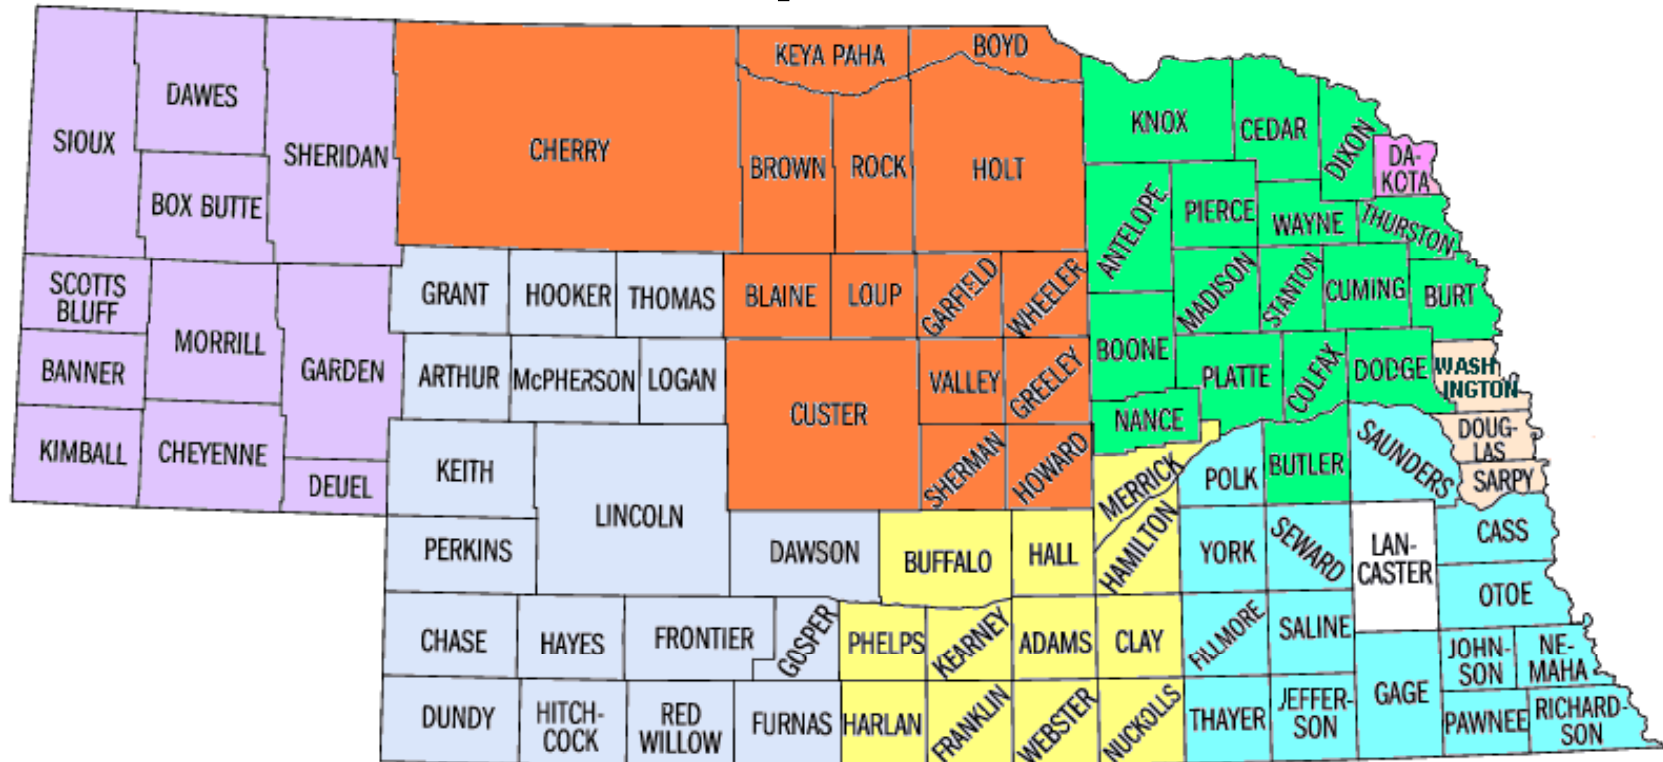 KEYA PAHA
BOYD
DAWES
SIOUX
SHERIDAN
CHERRY
BROWN
ROCK
HOLT
KNOX
CEDAR
DIXON
DA-
KOTA
BOX BUTTE
ANTELOPE
PIERCE
WAYNE
THURSTON
SCOTTS
BLUFF
MORRILL
GARDEN
GRANT
HOOKER
THOMAS
BLAINE
LOUP
GARFIELD
WHEELER
MADISON
STANTON
CUMING
BURT
BANNER
ARTHUR
McPHERSON
LOGAN
CUSTER
VALLEY
GREELEY
BOONE
PLATTE
COLFAX
DODGE
WASH
INGTON
KIMBALL
CHEYENNE
DEUEL
KEITH
LINCOLN
SHERMAN
HOWARD
NANCE
MERRICK
POLK
BUTLER
SAUNDERS
DOUG-
LAS
SARPY
PERKINS
DAWSON
BUFFALO
HALL
HAMILTON
YORK
SEWARD
LAN-
CASTER
CASS
OTOE
CHASE
HAYES
FRONTIER
GOSPER
PHELPS
KEARNEY
ADAMS
CLAY
FILLMORE
SALINE
JOHN-
SON
NE-
MAHA
DUNDY
HITCH-
COCK
RED
WILLOW
FURNAS
HARLAN
FRANKLIN
WEBSTER
NUCKOLLS
THAYER
JEFFER-
SON
GAGE
PAWNEE
RICHARD-
SON